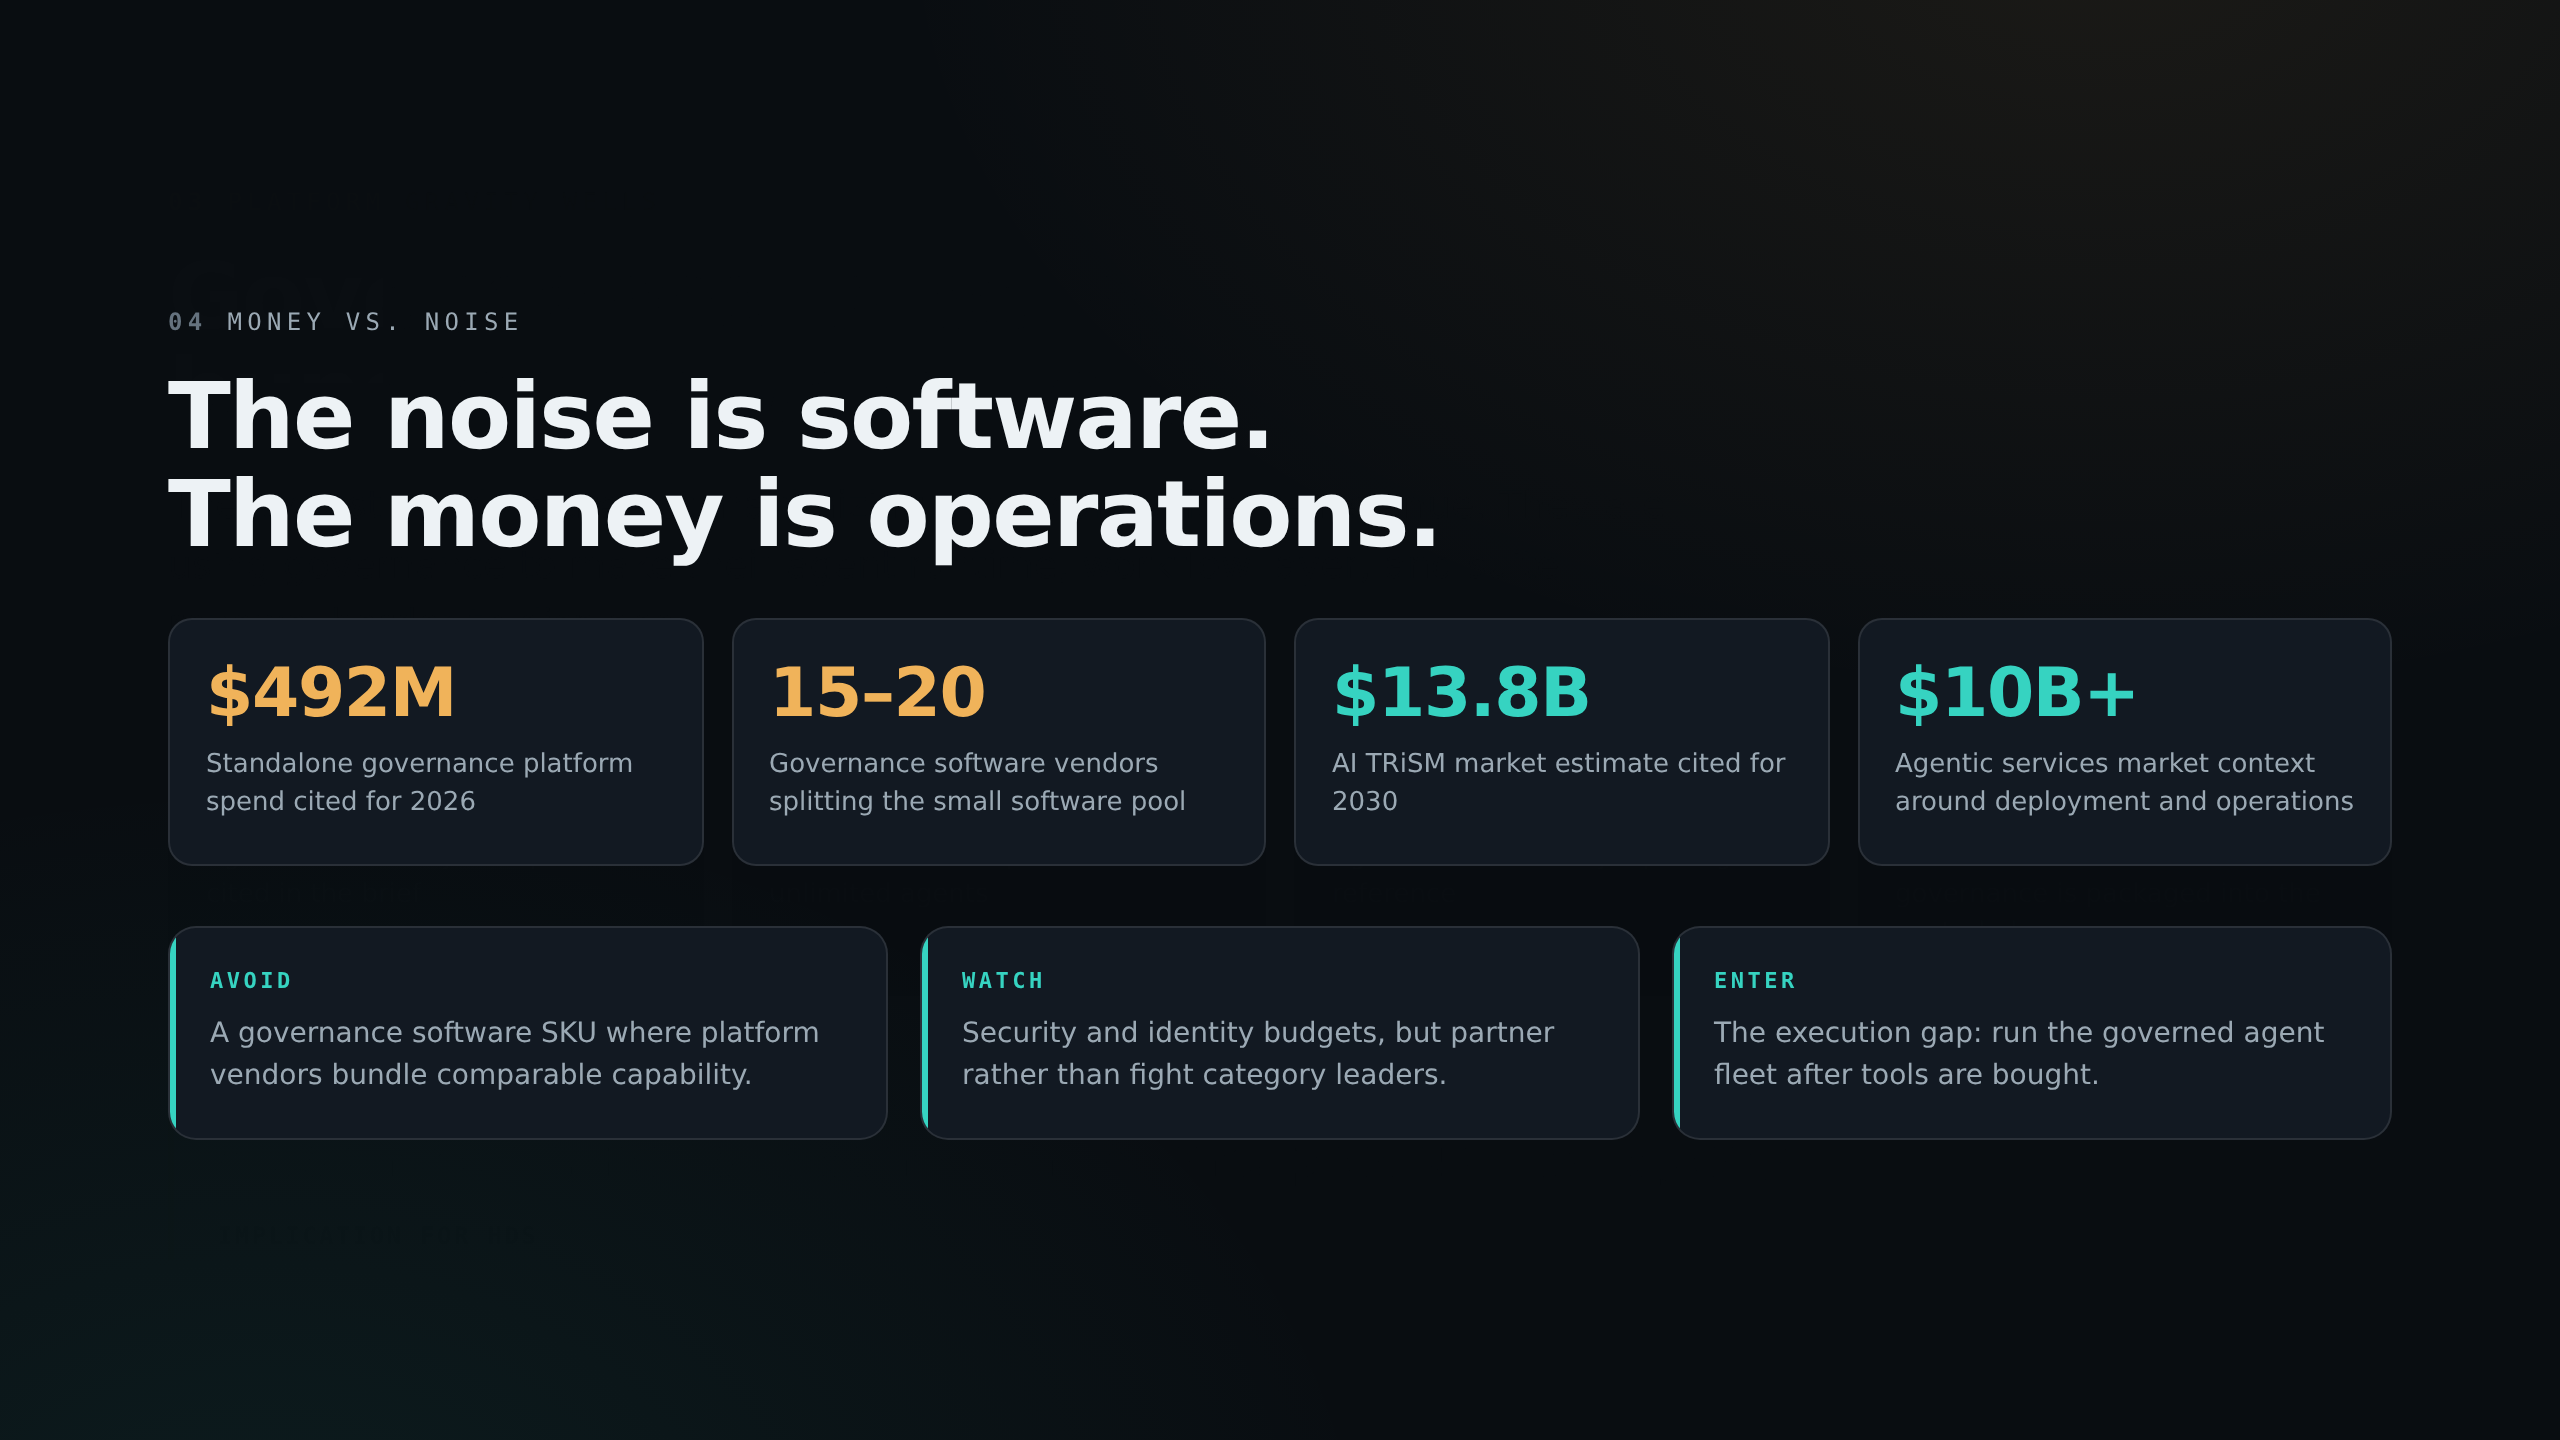 04 MONEY VS. NOISE
The noise is software.
The money is operations.
$492M
Standalone governance platform
spend cited for 2026
15–20
Governance software vendors
splitting the small software pool
$13.8B
AI TRiSM market estimate cited for
2030
$10B+
Agentic services market context
around deployment and operations
AVOID
A governance software SKU where platform
vendors bundle comparable capability.
WATCH
Security and identity budgets, but partner
rather than fight category leaders.
ENTER
The execution gap: run the governed agent
fleet after tools are bought.